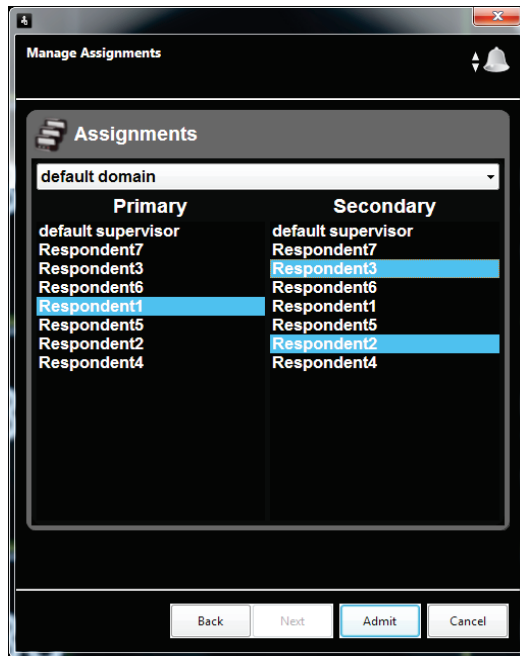 Manage Assignments
Assignments
default domain
Primary
Secondary
default supervisor
Respondent7
Respondent3
Respondent6
Respondent1
Respondent5
Respondent2
Respondent4
default supervisor
Respondent7
Respondent3
Respondent6
Respondent1
Respondent5
Respondent2
Respondent4
Back
Next
Admit
Cancel